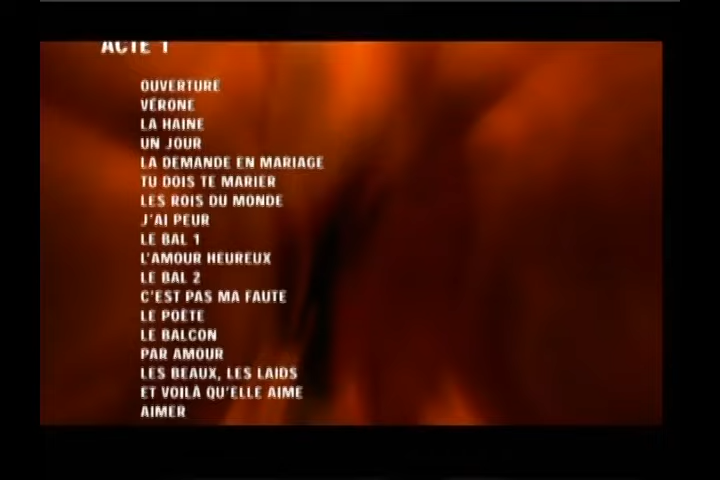 ACTE 1
OUVERTURE
VÉRONE
LA HAINE
UN JOUR
LA DEMANDE EN MARIAGE
TU DOIS TE MARIER
LES ROIS DU MONDE
J'AI PEUR
LE BAL 1
L'AMOUR HEUREUX
LE BAL 2
C'EST PAS MA FAUTE
LE POÈTE
LE BALCON
PAR AMOUR
LES BEAUX, LES LAIDS
ET VOILÀ QU'ELLE AIME
AIMER